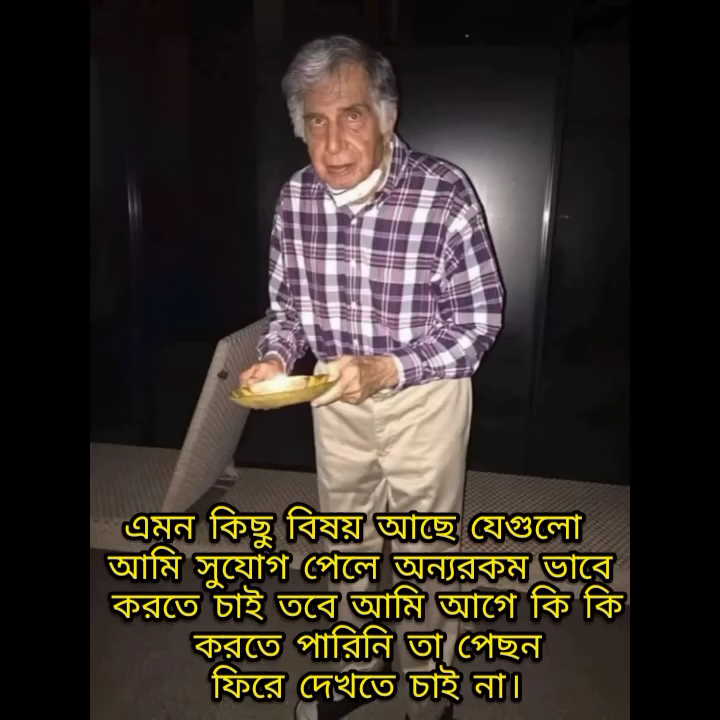 এমন কিছু বিষয় আছে যেগুলো
আমি সুযোগ পেলে অন্যরকম ভাবে
করতে চাই তবে আমি আগে কি কি
করতে পারিনি তা পেছন
ফিরে দেখতে চাই না।